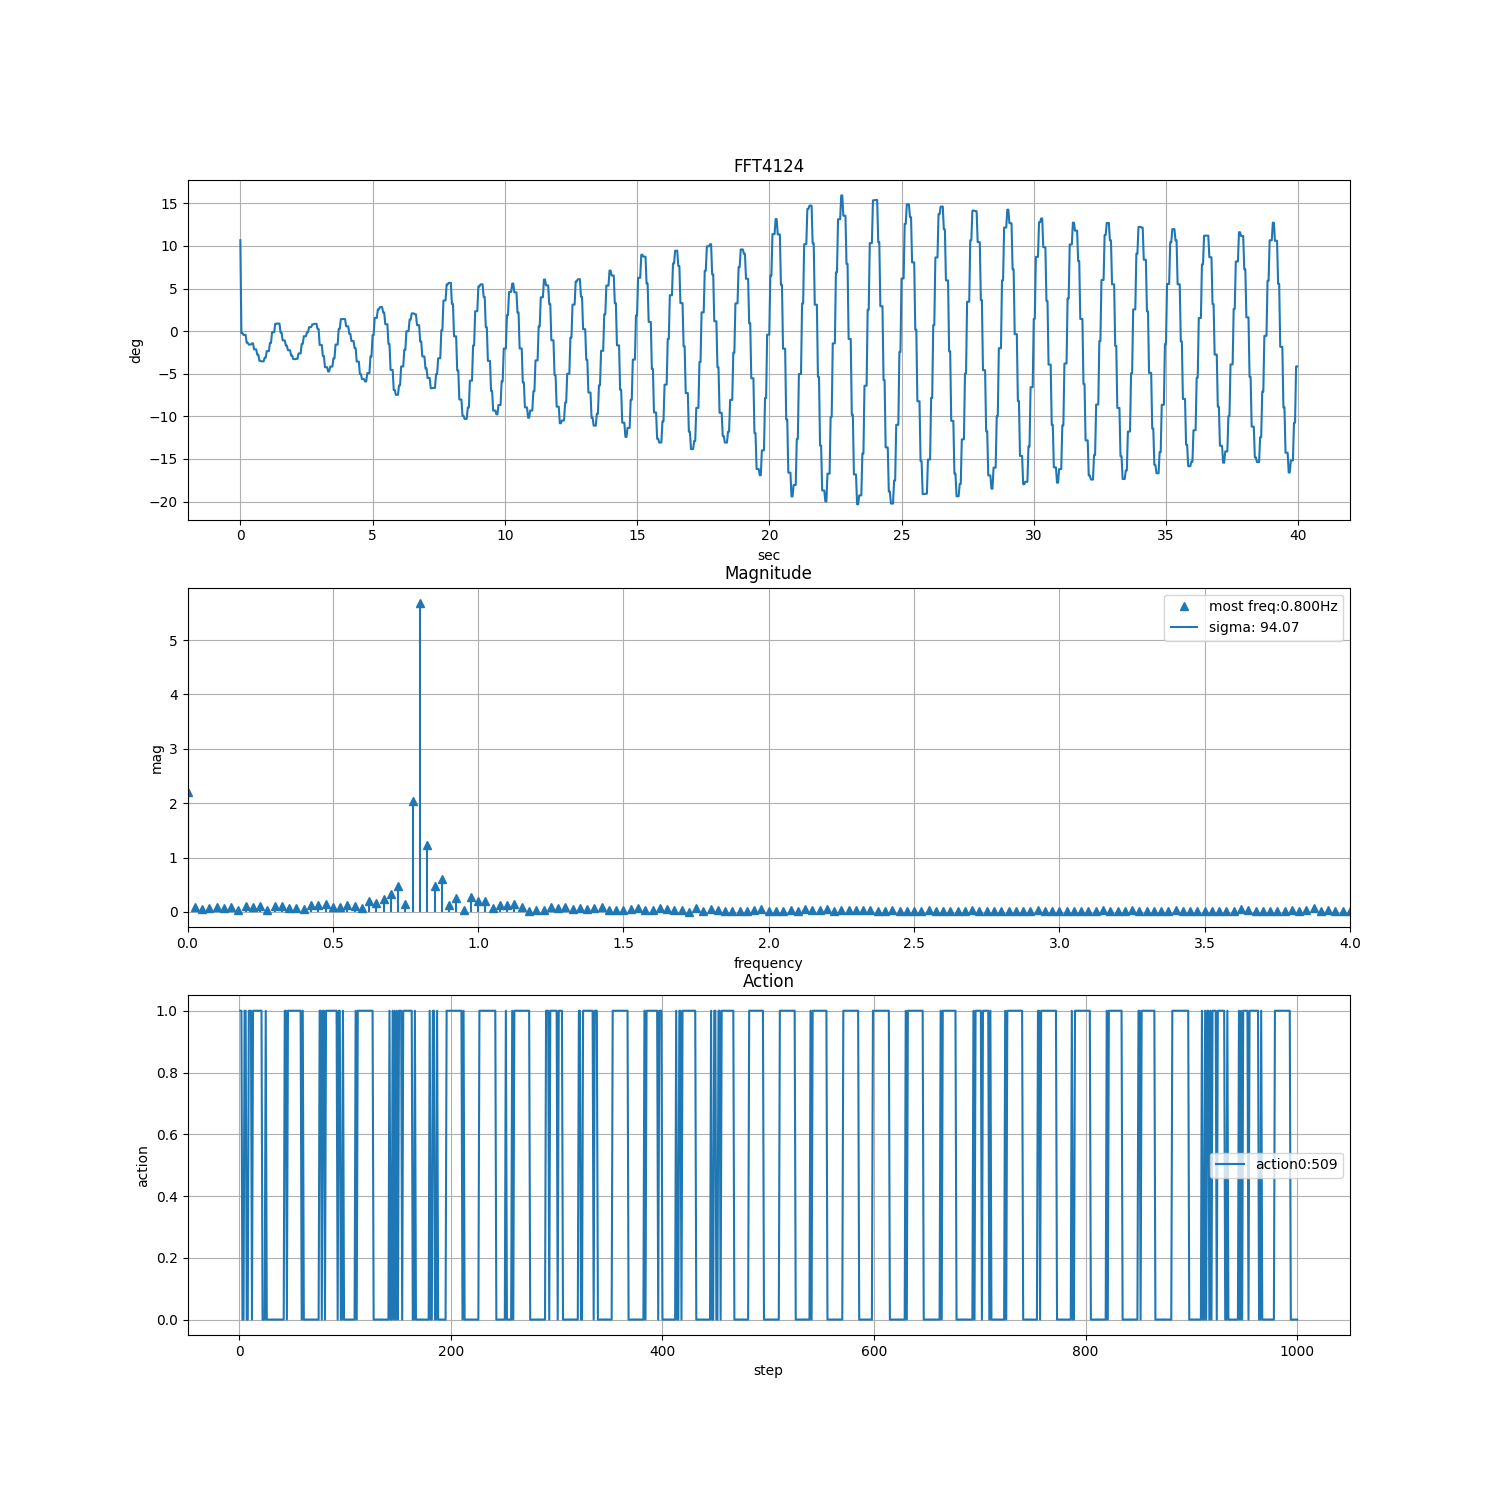 FFT4124
15
10
5
0
−5
−10
−15
−20
deg
0 5 10 15 20 25 30 35 40
sec
Magnitude
most freq:0.800Hz
sigma: 94.07
5
4
3
2
1
0
mag
0.0 0.5 1.0 1.5 2.0 2.5 3.0 3.5 4.0
frequency
Action
1.0
0.8
0.6
0.4
0.2
0.0
action
action0:509
0 200 400 600 800 1000
step